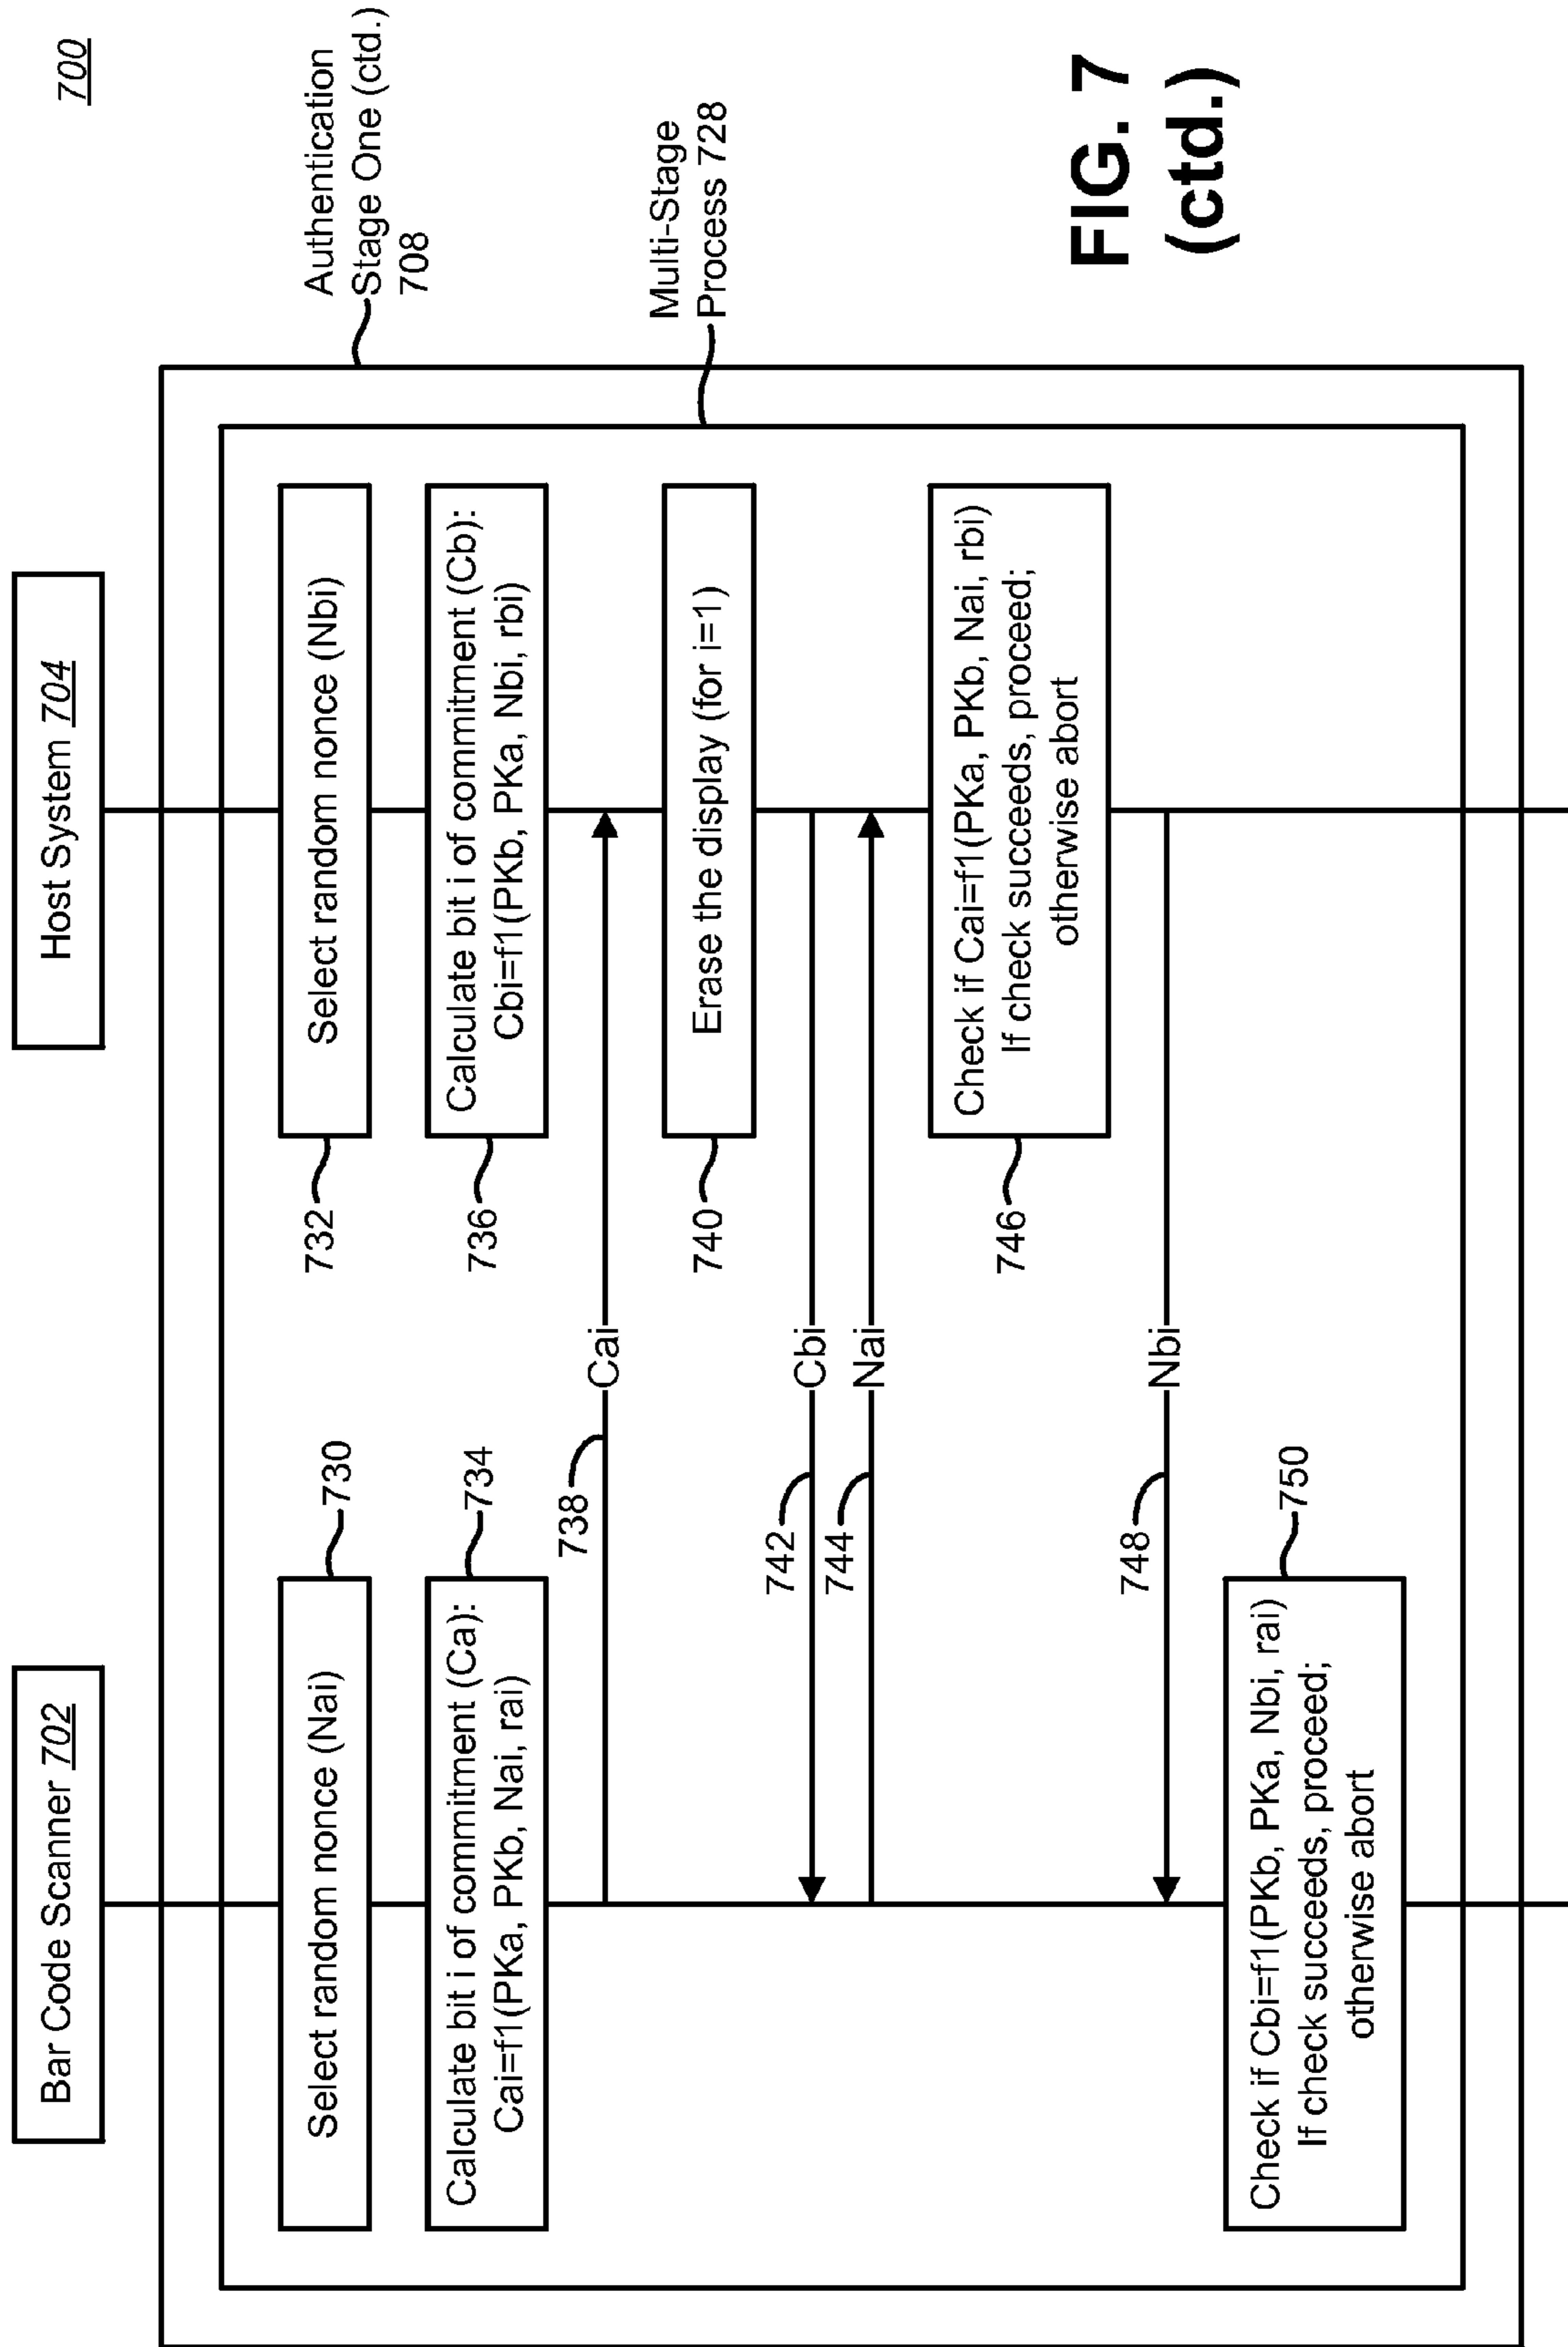 700
Bar Code Scanner 702
Host System 704
Authentication
Stage One (ctd.)
708
Multi-Stage
Process 728
Select random nonce (Nai)
730
732
Select random nonce (Nbi)
Calculate bit i of commitment (Ca):
Cai=f1(PKa, PKb, Nai, rai)
734
736
Calculate bit i of commitment (Cb):
Cbi=f1(PKb, PKa, Nbi, rbi)
738
Cai
740
Erase the display (for i=1)
742
Cbi
744
Nai
746
Check if Cai=f1(PKa, PKb, Nai, rbi)
If check succeeds, proceed;
otherwise abort
748
Nbi
Check if Cbi=f1(PKb, PKa, Nbi, rai)
If check succeeds, proceed;
otherwise abort
750
FIG. 7
(ctd.)